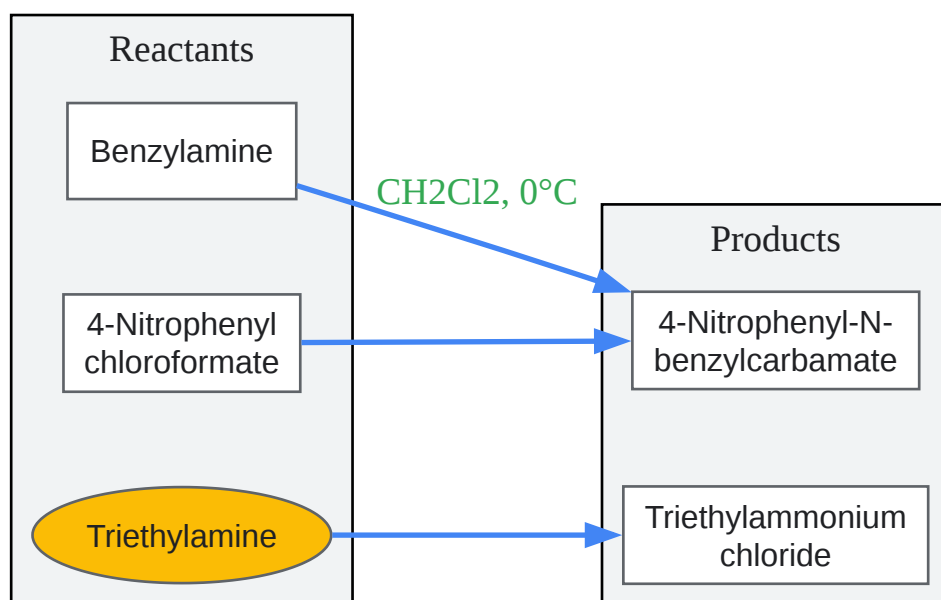 Reactants
Benzylamine
CH2Cl2, 0°C
Products
4-Nitrophenyl
chloroformate
4-Nitrophenyl-N-
benzylcarbamate
Triethylamine
Triethylammonium
chloride